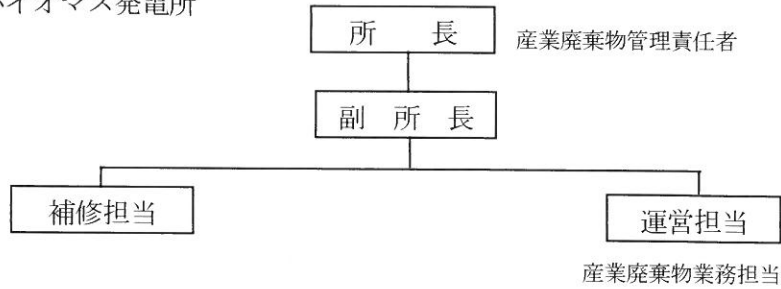 バイオマス発電所
所　　長
産業廃棄物管理責任者
副　所　長
補修担当
運営担当
産業廃棄物業務担当